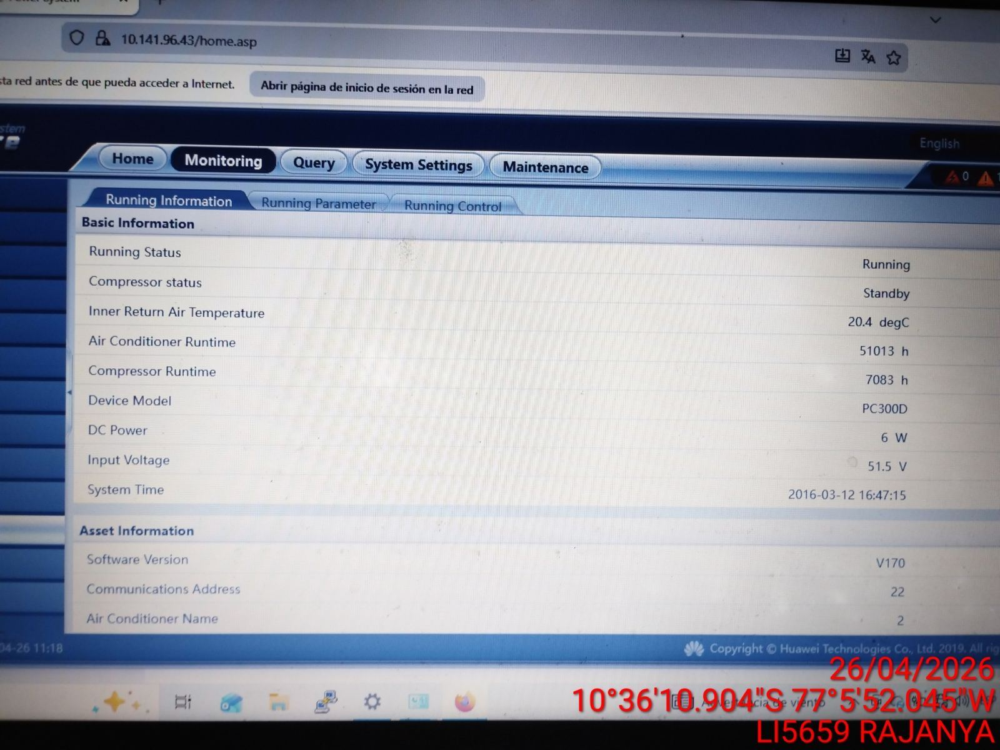 10.141.96.43/home.asp
sta red antes de que pueda acceder a Internet. Abrir página de inicio de sesión en la red
English
Home Monitoring Query System Settings Maintenance
0
Running Information Running Parameter Running Control
Basic Information
Running Status Running
Compressor status Standby
Inner Return Air Temperature 20.4 degC
Air Conditioner Runtime 51013 h
Compressor Runtime 7083 h
Device Model PC300D
DC Power 6 W
Input Voltage 51.5 V
System Time 2016-03-12 16:47:15
Asset Information
Software Version V170
Communications Address 22
Air Conditioner Name 2
04-26 11:18 Copyright © Huawei Technologies Co., Ltd. 2019. All rig
26/04/2026
10°36'10.904"S 77°5'52.045"W
Advertencia de viento
LI5659 RAJANYA